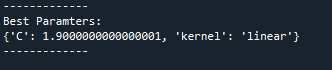 -------------
Best Paramters:
{'C': 1.9000000000000001, 'kernel': 'linear'}
-------------